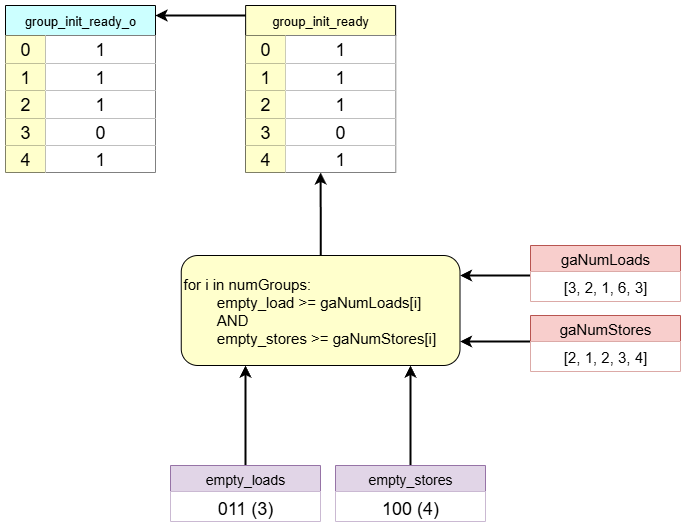 group_init_ready_o
0 1
1 1
2 1
3 0
4 1
group_init_ready
0 1
1 1
2 1
3 0
4 1
for i in numGroups:
empty_load >= gaNumLoads[i]
AND
empty_stores >= gaNumStores[i]
gaNumLoads
[3, 2, 1, 6, 3]
gaNumStores
[2, 1, 2, 3, 4]
empty_loads
011 (3)
empty_stores
100 (4)